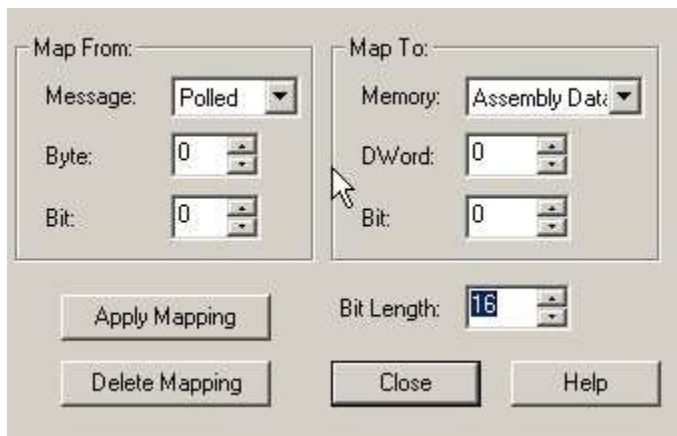 Map From:
Message: Polled
Byte: 0
Bit: 0
Map To:
Memory: Assembly Data
DWord: 0
Bit: 0
Bit Length: 16
Apply Mapping
Delete Mapping
Close
Help